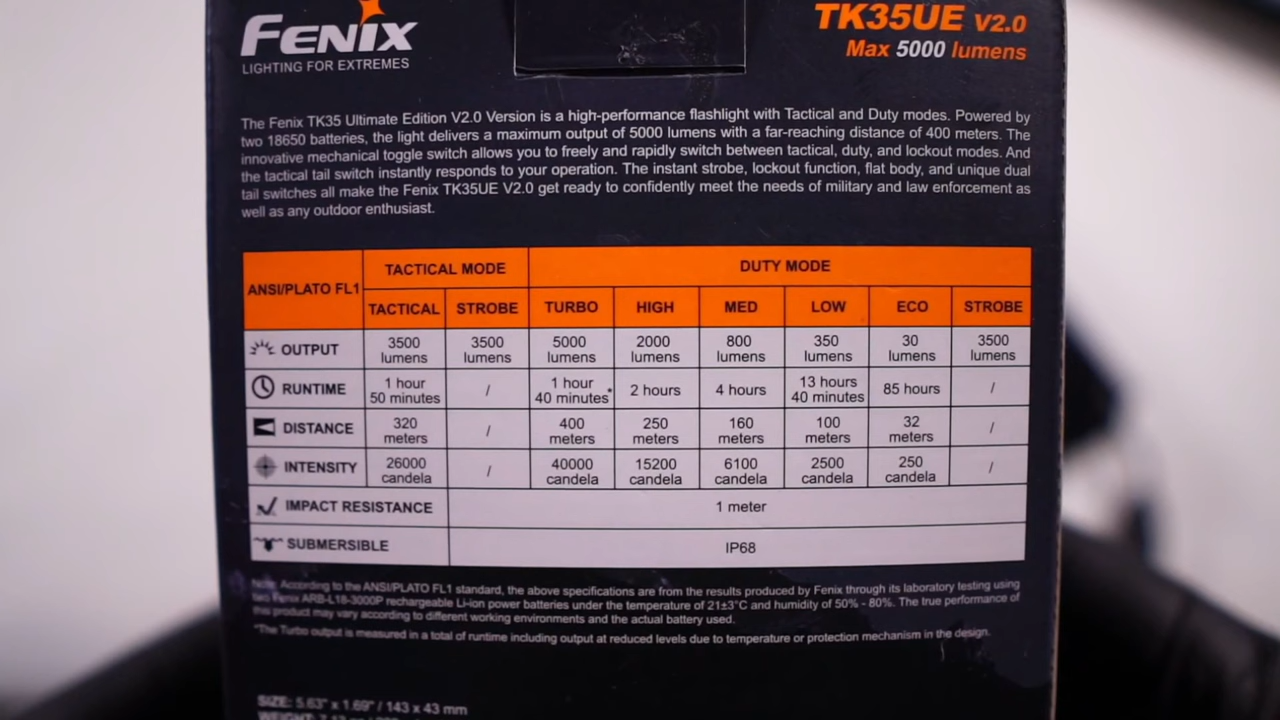 FENIX
LIGHTING FOR EXTREMES
TK35UE V2.0
Max 5000 lumens
The Fenix TK35 Ultimate Edition V2.0 Version is a high-performance flashlight with Tactical and Duty modes. Powered by
two 18650 batteries, the light delivers a maximum output of 5000 lumens with a far-reaching distance of 400 meters. The
innovative mechanical toggle switch allows you to freely and rapidly switch between tactical, duty, and lockout modes. And
the tactical tail switch instantly responds to your operation. The instant strobe, lockout function, flat body, and unique dual
tail switches all make the Fenix TK35UE V2.0 get ready to confidently meet the needs of military and law enforcement as
well as any outdoor enthusiast.
ANSI/PLATO FL1 TACTICAL MODE DUTY MODE
TACTICAL STROBE TURBO HIGH MED LOW ECO STROBE
OUTPUT 3500 lumens 3500 lumens 5000 lumens 2000 lumens 800 lumens 350 lumens 30 lumens 3500 lumens
RUNTIME 1 hour 50 minutes / 1 hour 40 minutes* 2 hours 4 hours 13 hours 40 minutes 85 hours /
DISTANCE 320 meters / 400 meters 250 meters 160 meters 100 meters 32 meters /
INTENSITY 26000 candela / 40000 candela 15200 candela 6100 candela 2500 candela 250 candela /
IMPACT RESISTANCE 1 meter
SUBMERSIBLE IP68
Note: According to the ANSI/PLATO FL1 standard, the above specifications are from the results produced by Fenix through its laboratory testing using
two Fenix ARB-L18-3000P rechargeable Li-ion power batteries under the temperature of 21±3°C and humidity of 50% - 80%. The true performance of
this product may vary according to different working environments and the actual battery used.
*The Turbo output is measured in a total of runtime including output at reduced levels due to temperature or protection mechanism in the design.
SIZE: 5.63" x 1.69" / 143 x 43 mm
WEIGHT: